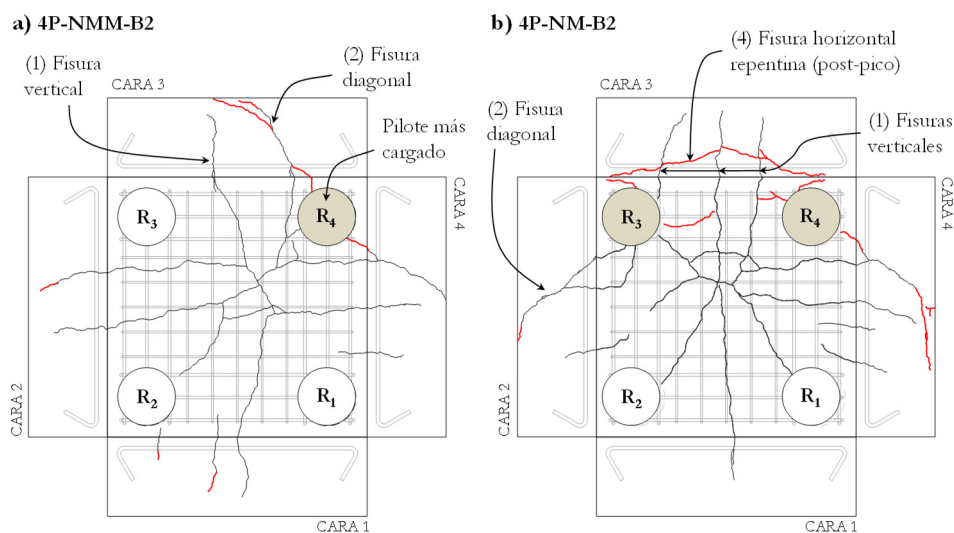 a) 4P-NMM-B2
(1) Fisura
vertical
(2) Fisura
diagonal
CARA 3
Pilote más
cargado
R3
R4
CARA 4
CARA 2
R2
R1
CARA 1
b) 4P-NM-B2
(4) Fisura horizontal
repentina (post-pico)
CARA 3
(2) Fisura
diagonal
(1) Fisuras
verticales
R3
R4
CARA 4
CARA 2
R2
R1
CARA 1